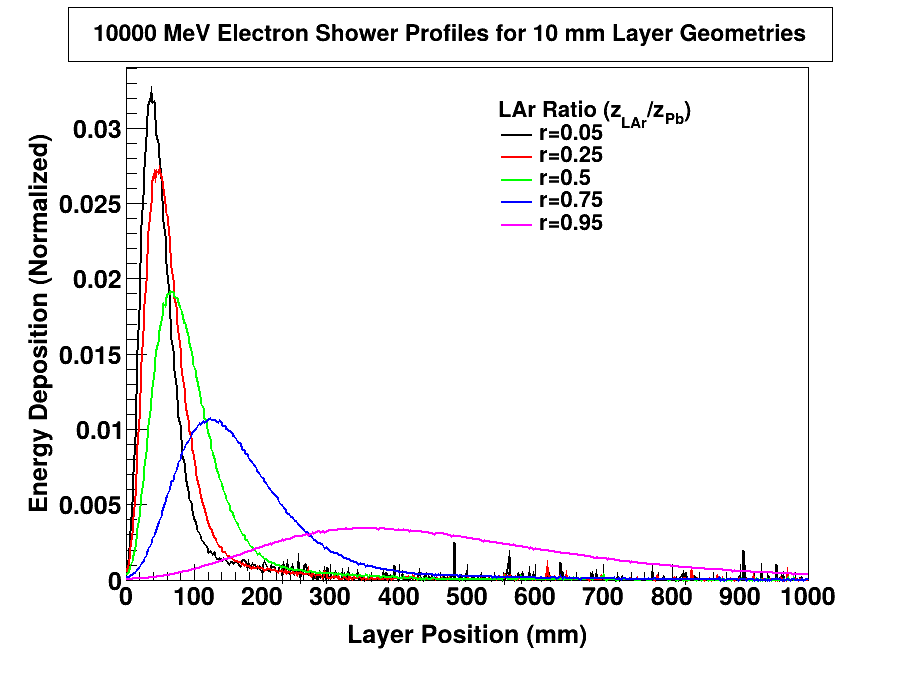 10000 MeV Electron Shower Profiles for 10 mm Layer Geometries
LAr Ratio (zLAr/zPb)
r=0.05
r=0.25
r=0.5
r=0.75
r=0.95
Energy Deposition (Normalized)
0.03
0.025
0.02
0.015
0.01
0.005
0
0 100 200 300 400 500 600 700 800 900 1000
Layer Position (mm)